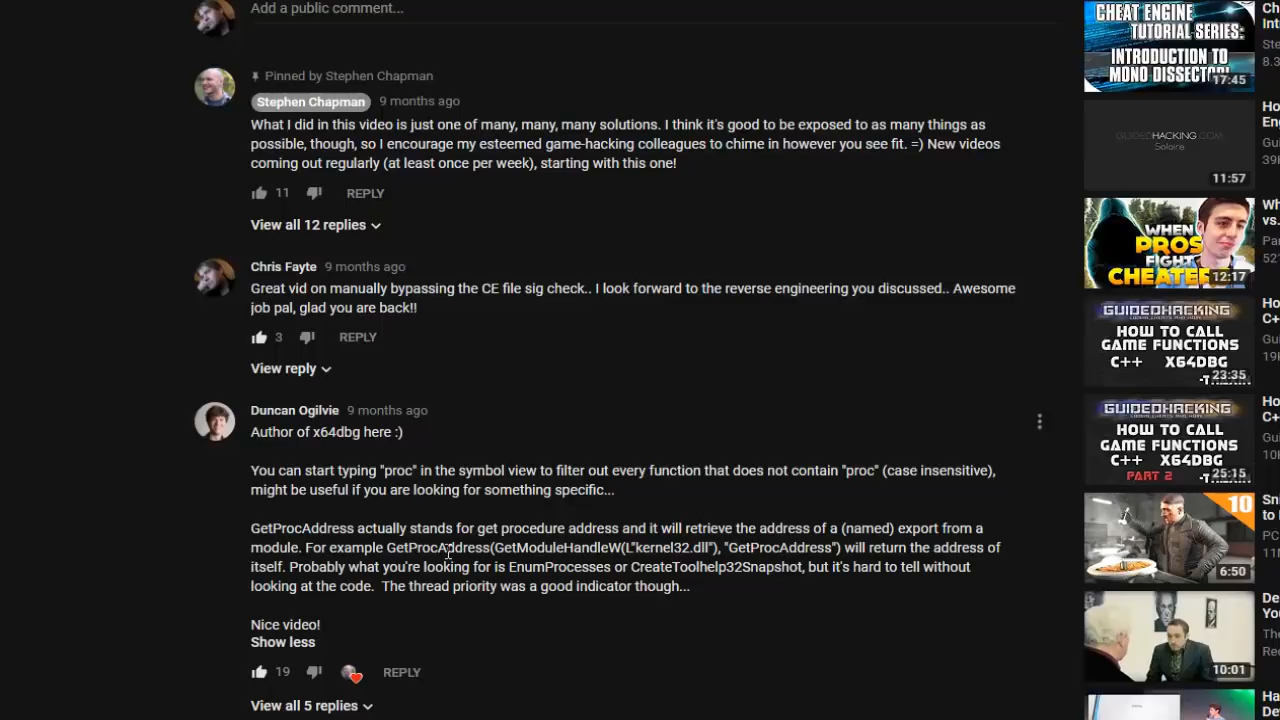 Add a public comment...
Pinned by Stephen Chapman
Stephen Chapman 9 months ago
What I did in this video is just one of many, many, many solutions. I think it's good to be exposed to as many things as
possible, though, so I encourage my esteemed game-hacking colleagues to chime in however you see fit. =) New videos
coming out regularly (at least once per week), starting with this one!
11 REPLY
View all 12 replies
Chris Fayte 9 months ago
Great vid on manually bypassing the CE file sig check.. I look forward to the reverse engineering you discussed.. Awesome
job pal, glad you are back!!
3 REPLY
View reply
Duncan Ogilvie 9 months ago
Author of x64dbg here :)
You can start typing "proc" in the symbol view to filter out every function that does not contain "proc" (case insensitive),
might be useful if you are looking for something specific...
GetProcAddress actually stands for get procedure address and it will retrieve the address of a (named) export from a
module. For example GetProcAddress(GetModuleHandleW(L"kernel32.dll"), "GetProcAddress") will return the address of
itself. Probably what you're looking for is EnumProcesses or CreateToolhelp32Snapshot, but it's hard to tell without
looking at the code. The thread priority was a good indicator though...
Nice video!
Show less
19 REPLY
View all 5 replies
CHEAT ENGINE
TUTORIAL SERIES:
INTRODUCTION TO
MONO DISSECTOR!
17:45
GUIDEDHACKING.COM
Solaire
11:57
WHEN
PROS
FIGHT
CHEATERS
12:17
GUIDEDHACKING
HOW TO CALL
GAME FUNCTIONS
C++ X64DBG
23:35
GUIDEDHACKING
HOW TO CALL
GAME FUNCTIONS
C++ X64DBG
PART 2
25:15
10
6:50
10:01